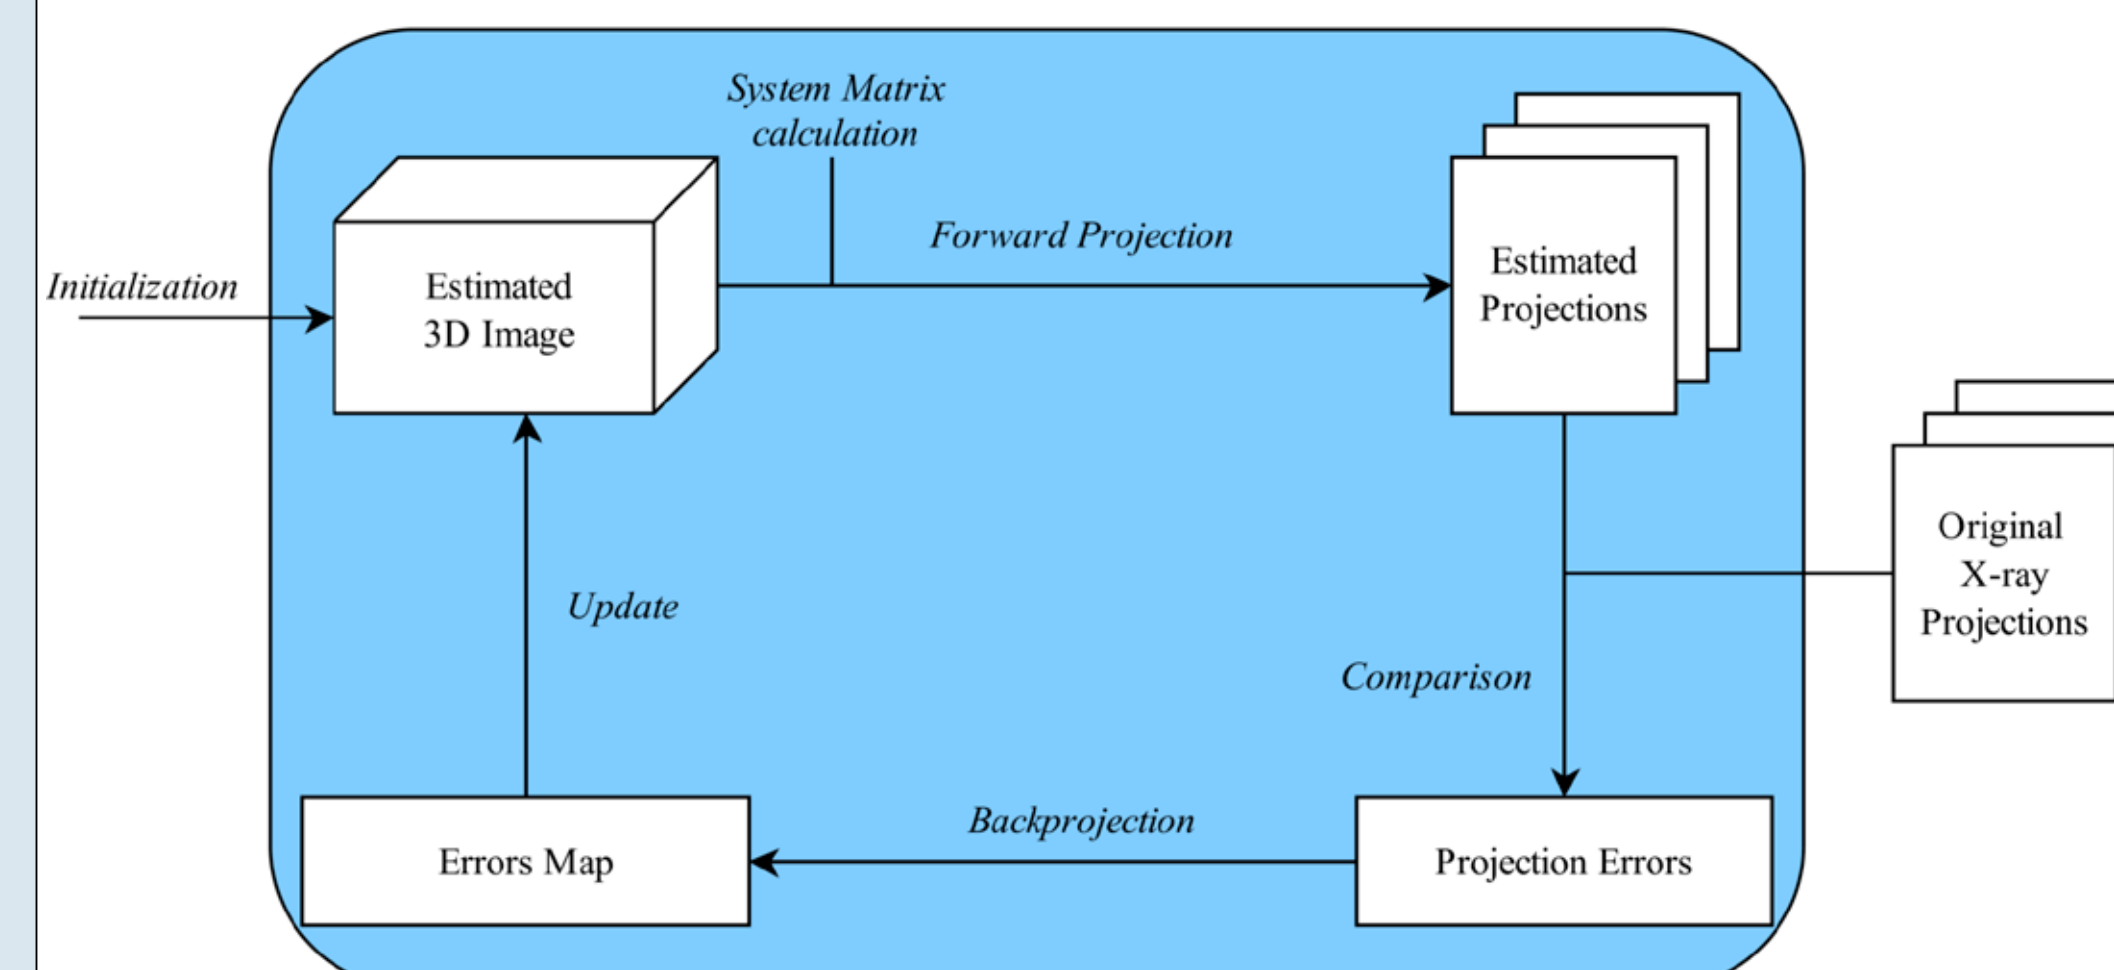 System Matrix
calculation
Forward Projection
Initialization
Estimated
3D Image
Estimated
Projections
Original
X-ray
Projections
Update
Comparison
Backprojection
Errors Map
Projection Errors